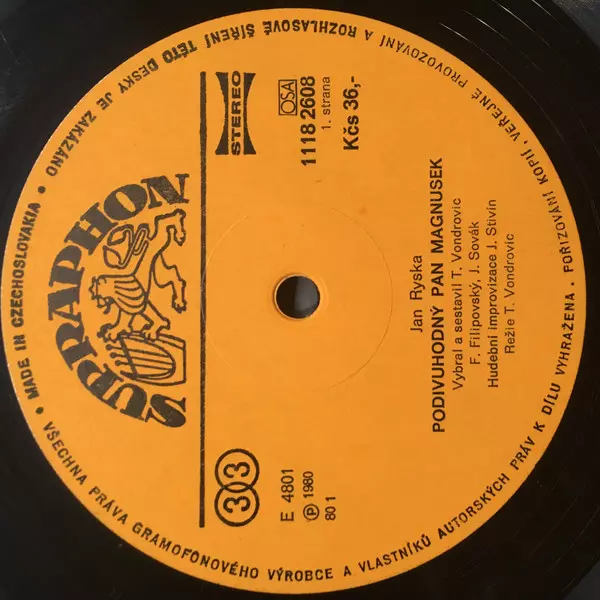 SUPRAPHON
STEREO
33
OSA
E 4801
1118 2608
℗ 1980
1. strana
80 1
Kčs 36,-
Jan Ryska
PODIVUHODNÝ PAN MAGNUSEK
Vybral a sestavil T. Vondrovic
F. Filipovský, J. Sovák
Hudební improvizace J. Stivín
Režie T. Vondrovic
• MADE IN CZECHOSLOVAKIA • VŠECHNA PRÁVA GRAMOFÓNOVÉHO VÝROBCE A VLASTNÍKŮ AUTORSKÝCH PRÁV K DÍLU VYHRAŽENA. POŘIZOVÁNÍ KOPIÍ, VEŘEJNÉ PROVOZOVÁNÍ A ROZHLASOVÉ ŠÍŘENÍ TÉTO DESKY JE ZAKÁZÁNO